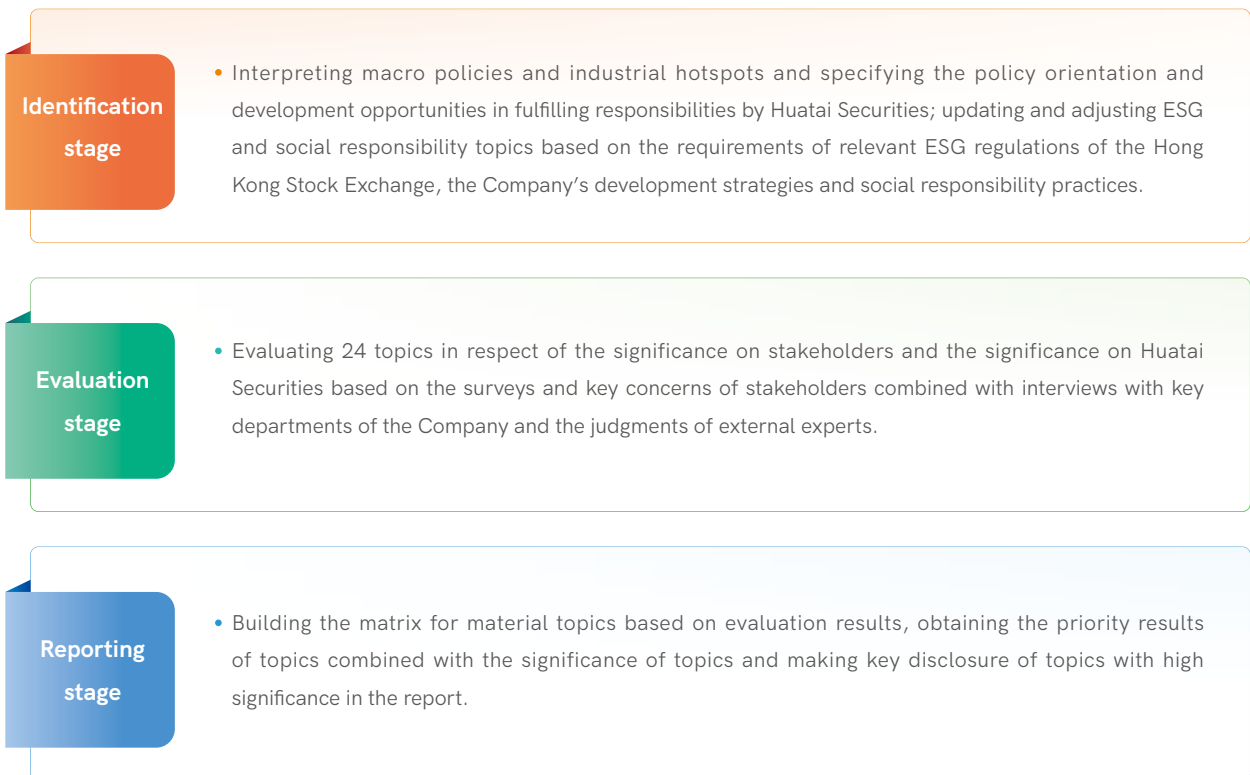 Identification
stage
• Interpreting macro policies and industrial hotspots and specifying the policy orientation and
development opportunities in fulfilling responsibilities by Huatai Securities; updating and adjusting ESG
and social responsibility topics based on the requirements of relevant ESG regulations of the Hong
Kong Stock Exchange, the Company’s development strategies and social responsibility practices.
Evaluation
stage
• Evaluating 24 topics in respect of the significance on stakeholders and the significance on Huatai
Securities based on the surveys and key concerns of stakeholders combined with interviews with key
departments of the Company and the judgments of external experts.
Reporting
stage
• Building the matrix for material topics based on evaluation results, obtaining the priority results
of topics combined with the significance of topics and making key disclosure of topics with high
significance in the report.